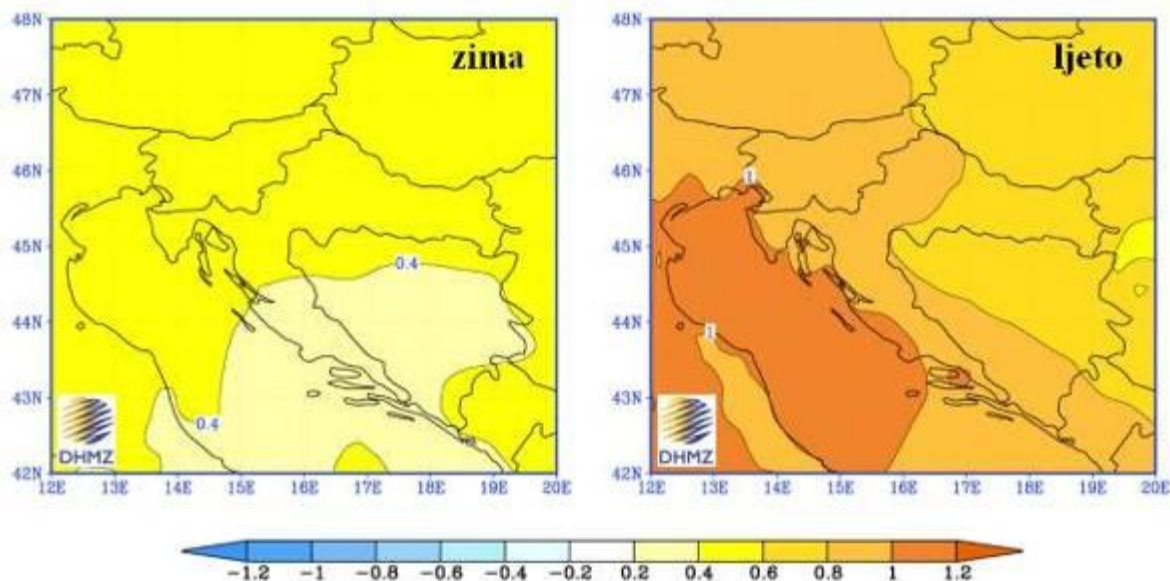 48N
zima
47N
46N
45N
0.4
44N
43N
0.4
DHMZ
42N
12E 13E 14E 15E 16E 17E 18E 19E 20E
48N
ljeto
47N
46N
1
45N
44N
1
43N
DHMZ
42N
12E 13E 14E 15E 16E 17E 18E 19E 20E
-1.2 -1 -0.8 -0.6 -0.4 -0.2 0.2 0.4 0.6 0.8 1 1.2